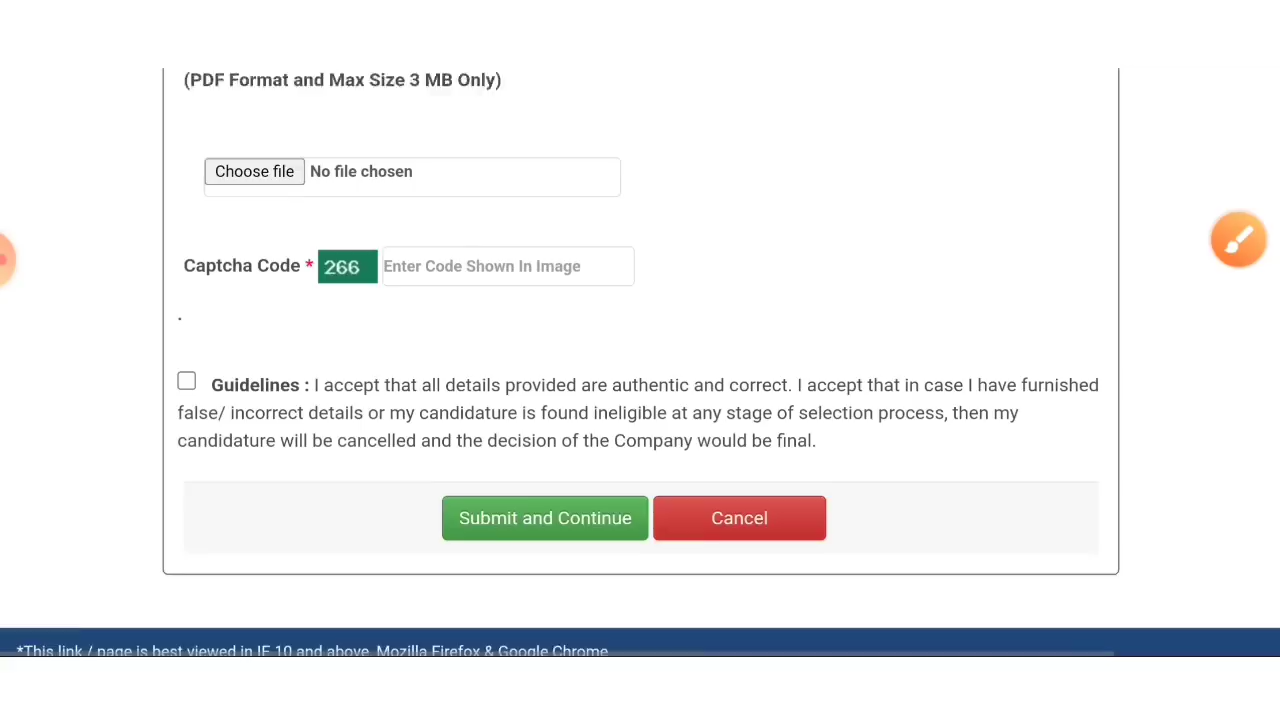 (PDF Format and Max Size 3 MB Only)
Choose file No file chosen
Captcha Code * 266 Enter Code Shown In Image
.
Guidelines : I accept that all details provided are authentic and correct. I accept that in case I have furnished
false/ incorrect details or my candidature is found ineligible at any stage of selection process, then my
candidature will be cancelled and the decision of the Company would be final.
Submit and Continue Cancel
*This link / page is best viewed in IE 10 and above, Mozilla Firefox & Google Chrome